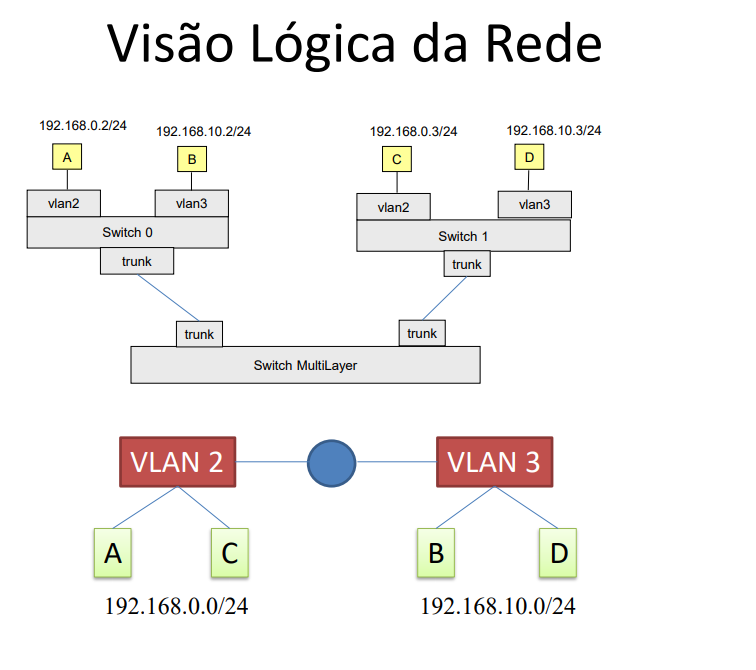 Visão Lógica da Rede
192.168.0.2/24
192.168.10.2/24
192.168.0.3/24
192.168.10.3/24
A
B
C
D
vlan2
vlan3
vlan2
vlan3
Switch 0
Switch 1
trunk
trunk
trunk
trunk
Switch MultiLayer
VLAN 2
VLAN 3
A
C
B
D
192.168.0.0/24
192.168.10.0/24